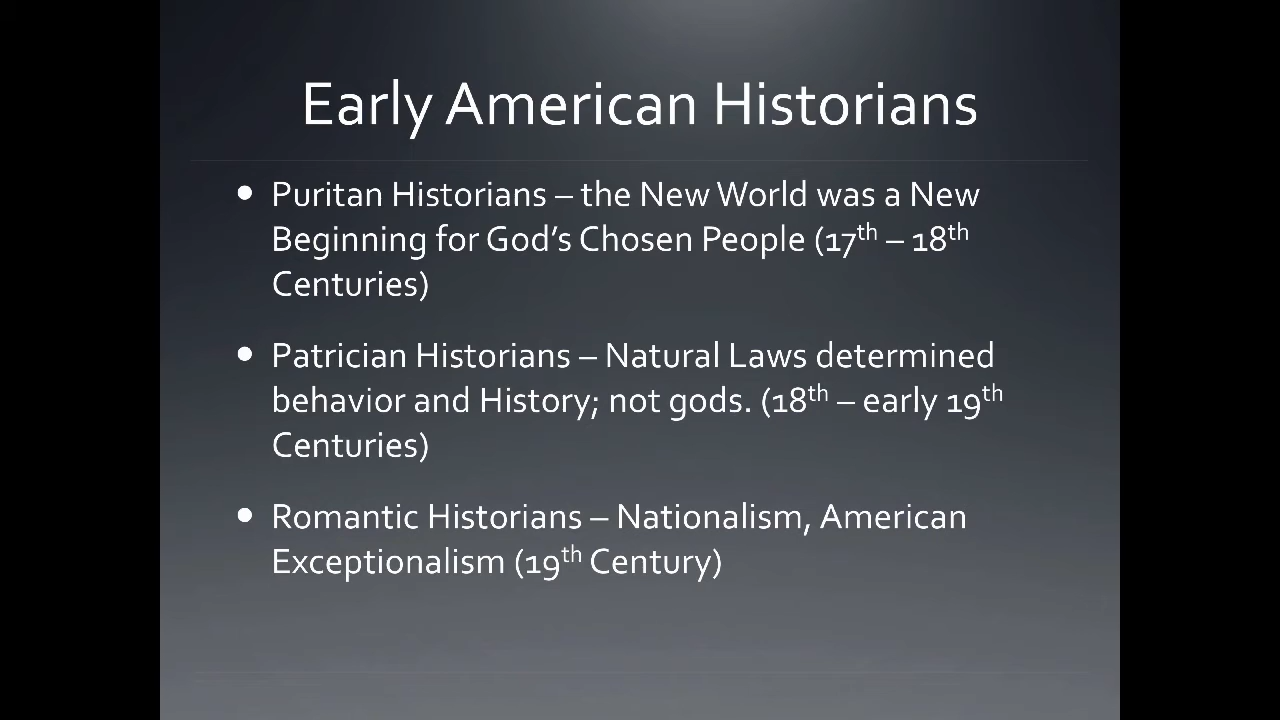 Early American Historians
• Puritan Historians – the New World was a New
Beginning for God’s Chosen People (17th – 18th
Centuries)
• Patrician Historians – Natural Laws determined
behavior and History; not gods. (18th – early 19th
Centuries)
• Romantic Historians – Nationalism, American
Exceptionalism (19th Century)